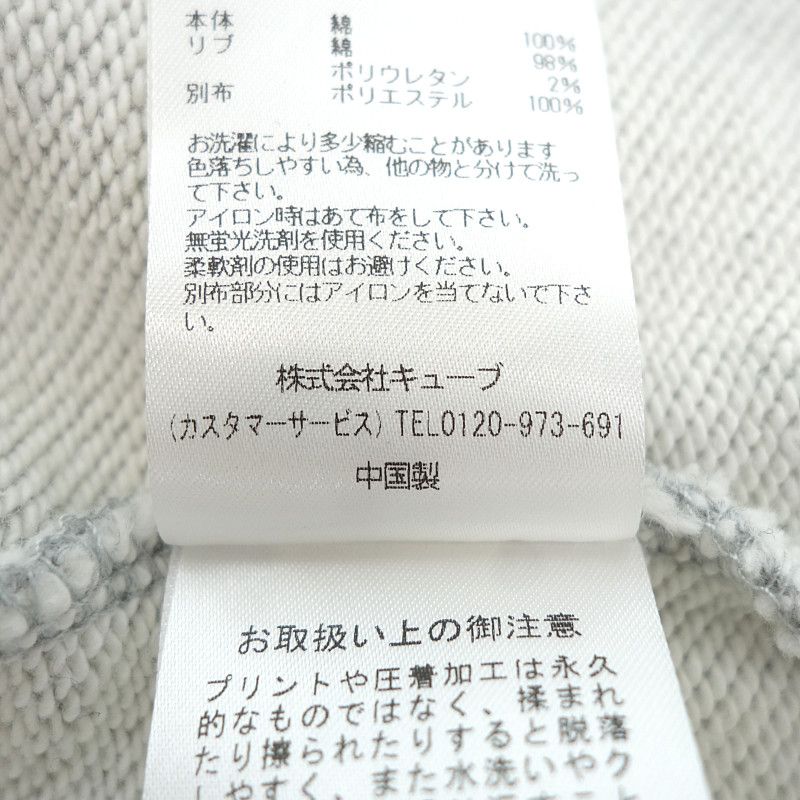 本体 綿 100%
リブ 綿 98%
ポリウレタン 2%
別布 ポリエステル 100%
お洗濯により多少縮むことがあります
色落ちしやすい為、他の物と分けて洗っ
て下さい。
アイロン時はあて布をして下さい。
無蛍光洗剤を使用ください。
柔軟剤の使用はお避けください。
別布部分にはアイロンを当てないで下さ
い。
株式会社キューブ
(カスタマーサービス) TEL0120-973-691
中国製
お取扱い上の御注意
プリントや圧着加工は永久
的なものではなく、揉まれ
たり擦られたりすると脱落
しやすく、また水洗いやク